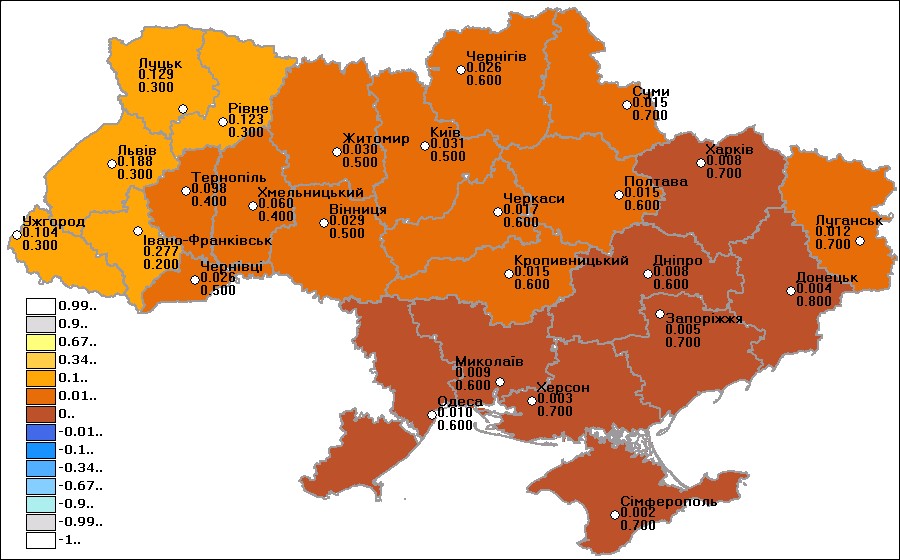 Чернігів
0.026
0.600
Луцьк
0.129
0.300
Суми
0.015
0.700
Рівне
0.123
0.300
Житомир
0.030
0.500
Київ
0.031
0.500
Харків
0.008
0.700
Львів
0.188
0.300
Тернопіль
0.098
0.400
Хмельницький
0.060
0.400
Полтава
0.015
0.600
Черкаси
0.017
0.600
Вінниця
0.029
0.500
Ужгород
0.104
0.300
Луганськ
0.012
0.700
Івано-Франківськ
0.277
0.200
Чернівці
0.026
0.500
Кропивницький
0.015
0.600
Дніпро
0.008
0.600
Донецьк
0.004
0.800
Запоріжжя
0.005
0.700
Миколаїв
0.009
0.600
Херсон
0.003
0.700
Одеса
0.010
0.600
Сімферополь
0.002
0.700
0.99..
0.9..
0.67..
0.34..
0.1..
0.01..
0..
-0.01..
-0.1..
-0.34..
-0.67..
-0.9..
-0.99..
-1..